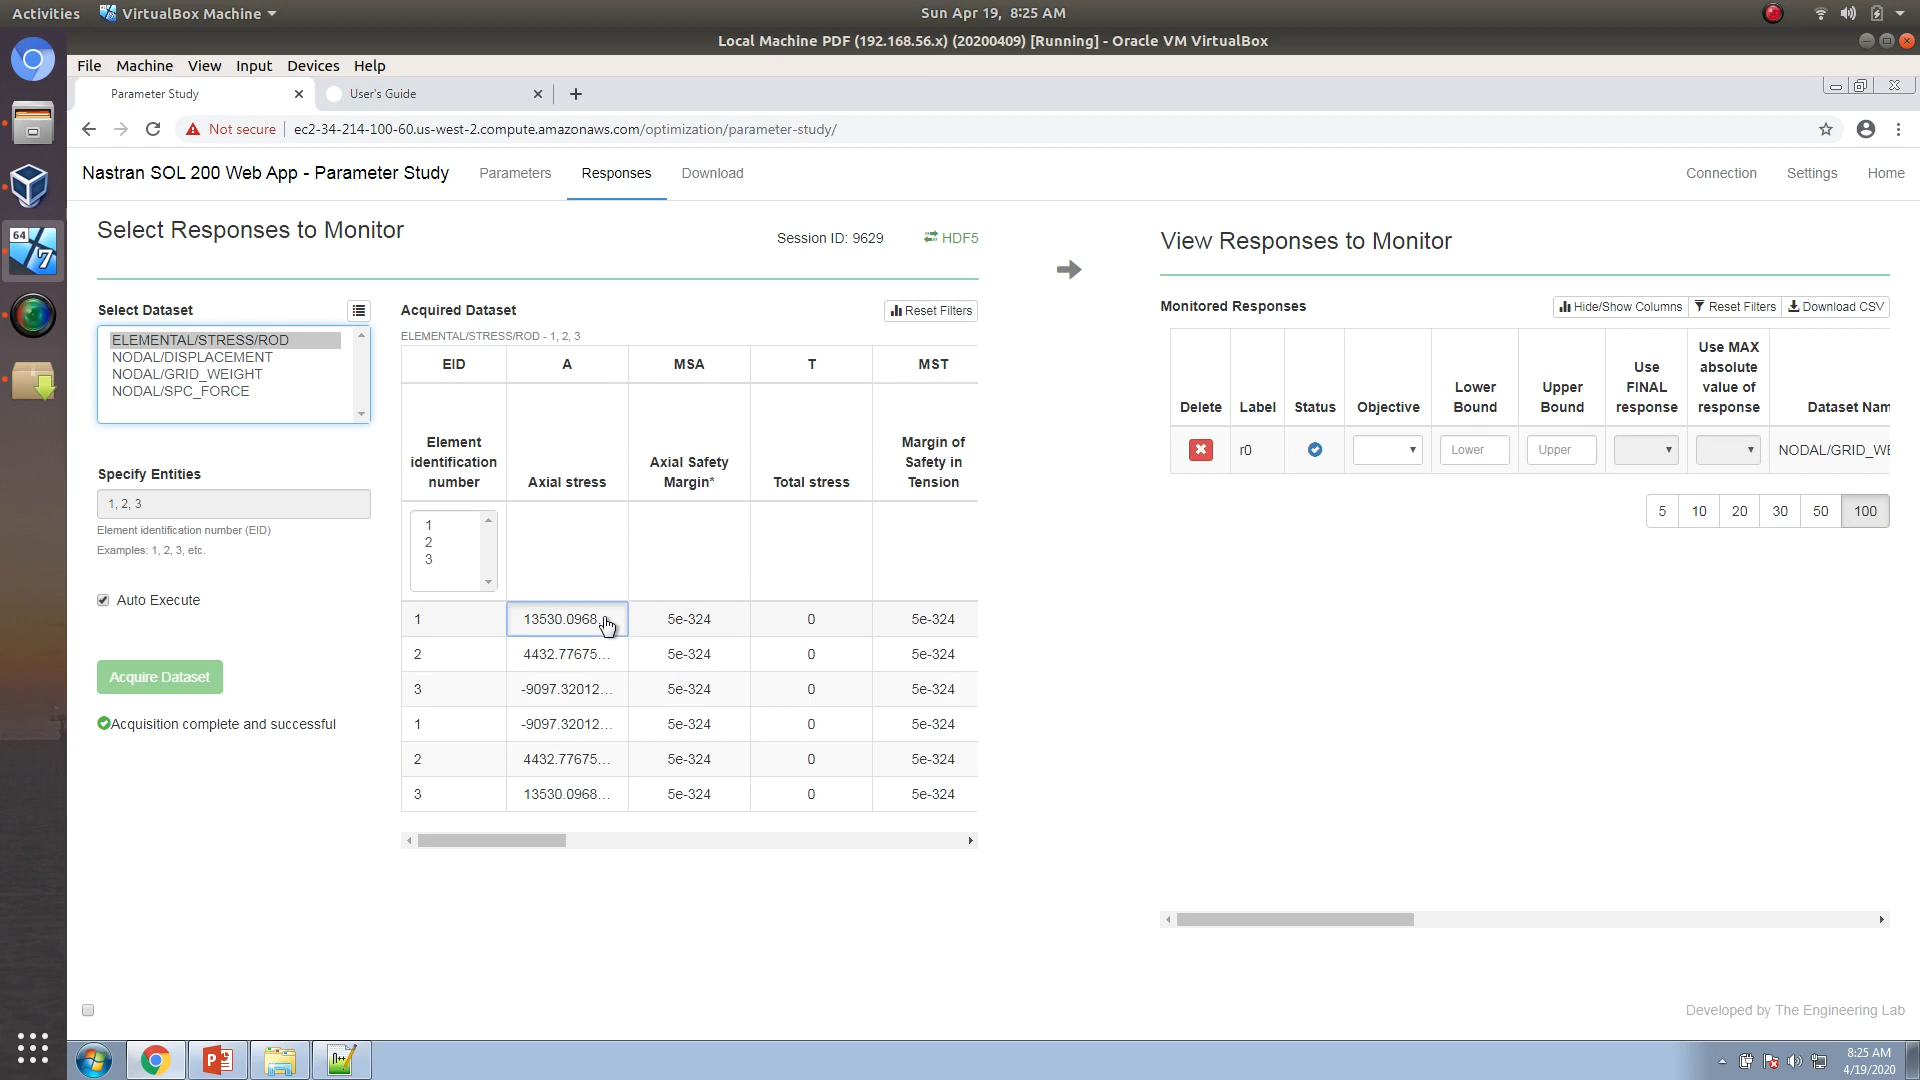 Activities VirtualBox Machine Sun Apr 19, 8:25 AM
Local Machine PDF (192.168.56.x) (20200409) [Running] - Oracle VM VirtualBox
File Machine View Input Devices Help
Parameter Study User's Guide
Not secure ec2-34-214-100-60.us-west-2.compute.amazonaws.com/optimization/parameter-study/
Nastran SOL 200 Web App - Parameter Study Parameters Responses Download Connection Settings Home
Select Responses to Monitor
Session ID: 9629 HDF5
View Responses to Monitor
Select Dataset
ELEMENTAL/STRESS/ROD
NODAL/DISPLACEMENT
NODAL/GRID_WEIGHT
NODAL/SPC_FORCE
Specify Entities
1, 2, 3
Element identification number (EID)
Examples: 1, 2, 3, etc.
Auto Execute
Acquire Dataset
Acquisition complete and successful
Acquired Dataset Reset Filters
ELEMENTAL/STRESS/ROD - 1, 2, 3
EID A MSA T MST
Element identification number Axial stress Axial Safety Margin* Total stress Margin of Safety in Tension
1
2
3
1 13530.0968... 5e-324 0 5e-324
2 4432.77675... 5e-324 0 5e-324
3 -9097.32012... 5e-324 0 5e-324
1 -9097.32012... 5e-324 0 5e-324
2 4432.77675... 5e-324 0 5e-324
3 13530.0968... 5e-324 0 5e-324
Monitored Responses Hide/Show Columns Reset Filters Download CSV
Delete Label Status Objective Lower Bound Upper Bound Use FINAL response Use MAX absolute value of response Dataset Nam
r0 Lower Upper NODAL/GRID_WE
5 10 20 30 50 100
Developed by The Engineering Lab
8:25 AM
4/19/2020
64
7